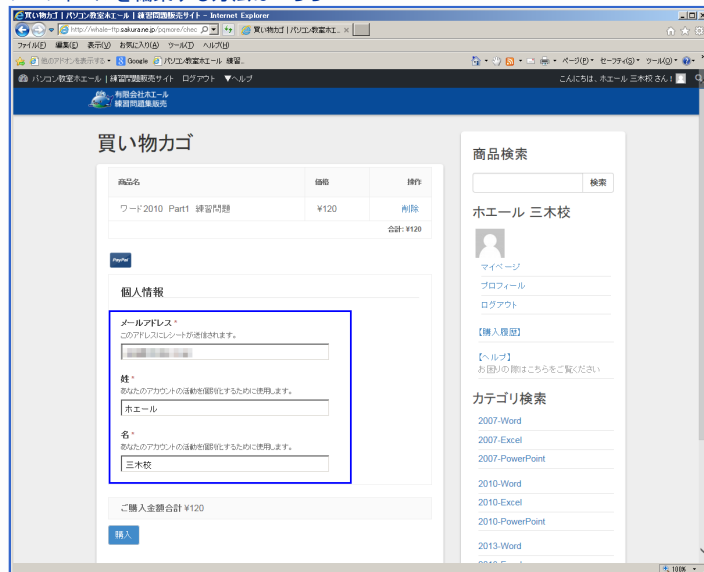 買い物カゴ | パソコン教室ホエール | 練習問題販売サイト - Internet Explorer
買い物カゴ | パソコン教室ホエ...
ファイル(F) 編集(E) 表示(V) お気に入り(A) ツール(T) ヘルプ(H)
他のアドオンを表示する Google パソコン教室ホエール 練習..
ページ(P) セーフティ(S) ツール(O)
パソコン教室ホエール | 練習問題販売サイト ログアウト ▼ヘルプ こんにちは、ホエール 三木校 さん!
有限会社ホエール
練習問題集販売
買い物カゴ
商品名 価格 操作
ワード2010 Part1 練習問題 ¥120 削除
合計: ¥120
PayPal
個人情報
メールアドレス *
このアドレスにレシートが送信されます。
姓 *
あなたのアカウントの活動を個別化するために使用します。
ホエール
名 *
あなたのアカウントの活動を個別化するために使用します。
三木校
ご購入金額合計 ¥120
購入
商品検索
検索
ホエール 三木校
マイページ
プロフィール
ログアウト
【購入履歴】
【ヘルプ】
お困りの際はこちらをご覧ください
カテゴリ検索
2007-Word
2007-Excel
2007-PowerPoint
2010-Word
2010-Excel
2010-PowerPoint
2013-Word
100%